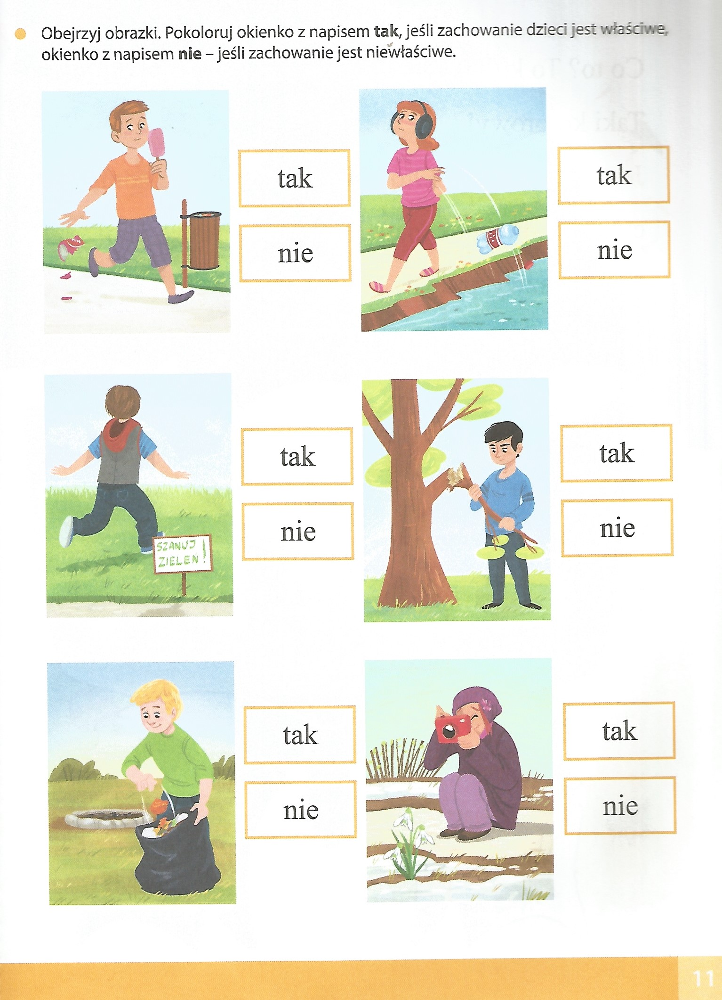 Obejrzyj obrazki. Pokoloruj okienko z napisem tak, jeśli zachowanie dzieci jest właściwe,
okienko z napisem nie – jeśli zachowanie jest niewłaściwe.
tak
nie
tak
nie
SZANUJ
ZIELEN!
tak
nie
tak
nie
tak
nie
tak
nie
11